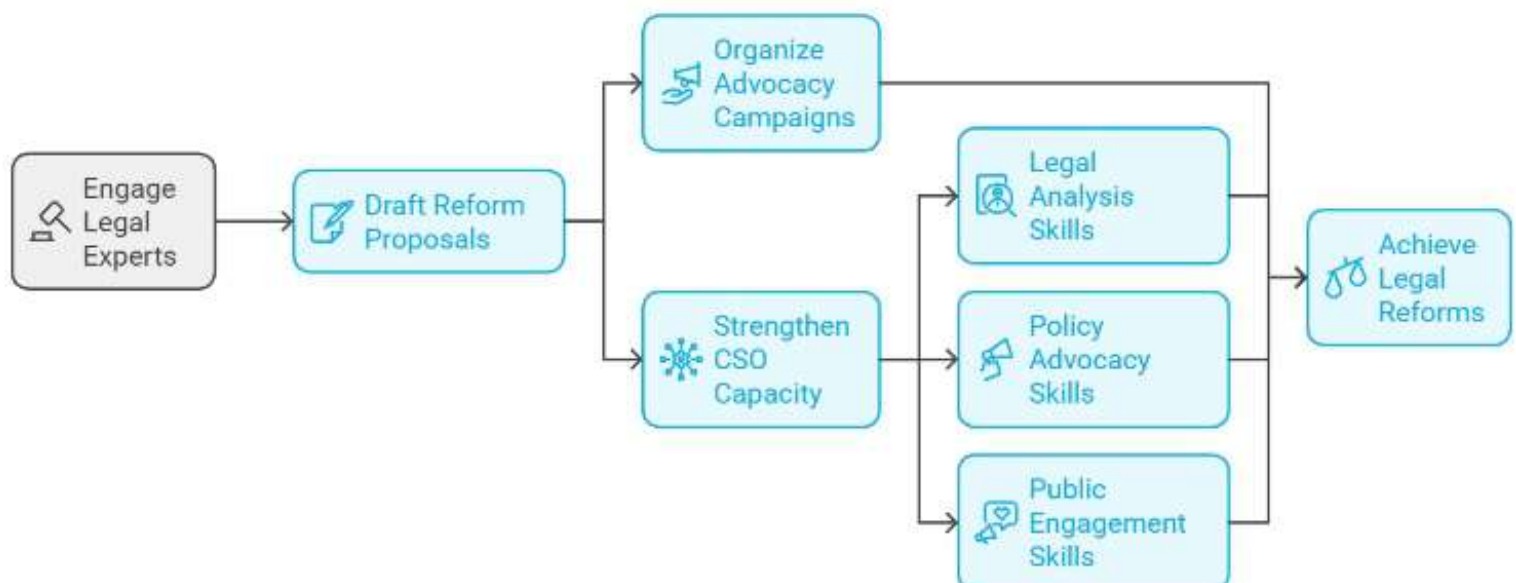 Engage
Legal
Experts
Draft Reform
Proposals
Organize
Advocacy
Campaigns
Strengthen
CSO
Capacity
Legal
Analysis
Skills
Policy
Advocacy
Skills
Public
Engagement
Skills
Achieve
Legal
Reforms